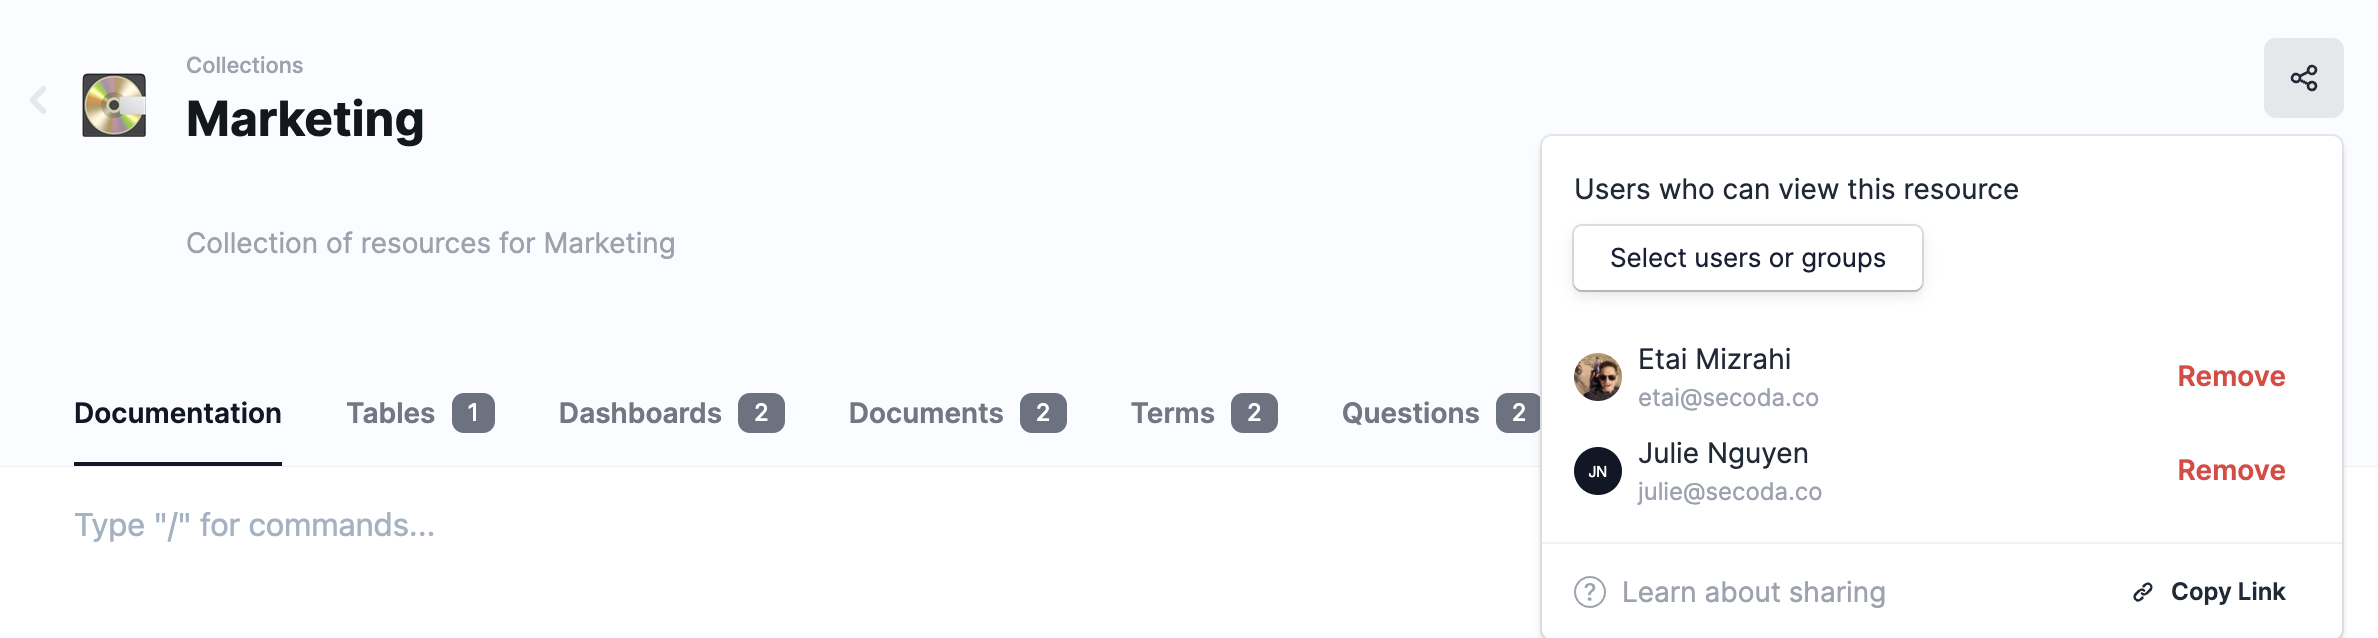 Collections
Marketing
Collection of resources for Marketing
Documentation Tables 1 Dashboards 2 Documents 2 Terms 2 Questions 2
Type "/" for commands...
Users who can view this resource
Select users or groups
Etai Mizrahi
etai@secoda.co
Remove
JN
Julie Nguyen
julie@secoda.co
Remove
? Learn about sharing
Copy Link